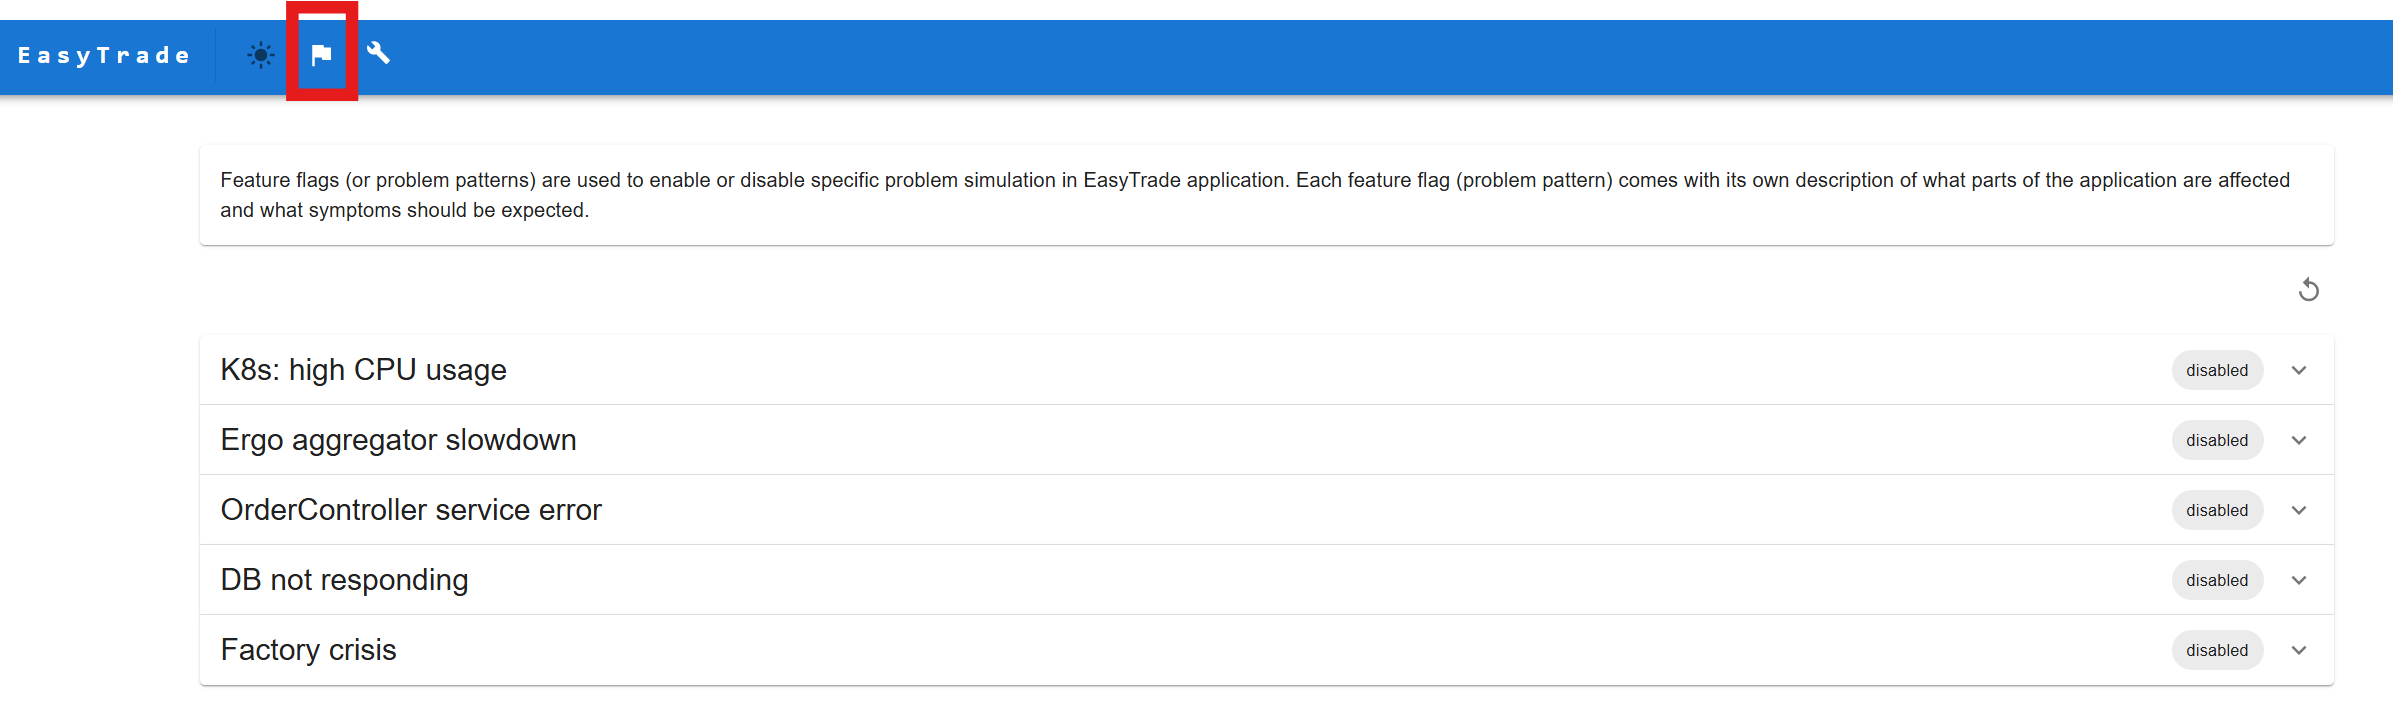 EasyTrade
Feature flags (or problem patterns) are used to enable or disable specific problem simulation in EasyTrade application. Each feature flag (problem pattern) comes with its own description of what parts of the application are affected
and what symptoms should be expected.
K8s: high CPU usage disabled
Ergo aggregator slowdown disabled
OrderController service error disabled
DB not responding disabled
Factory crisis disabled